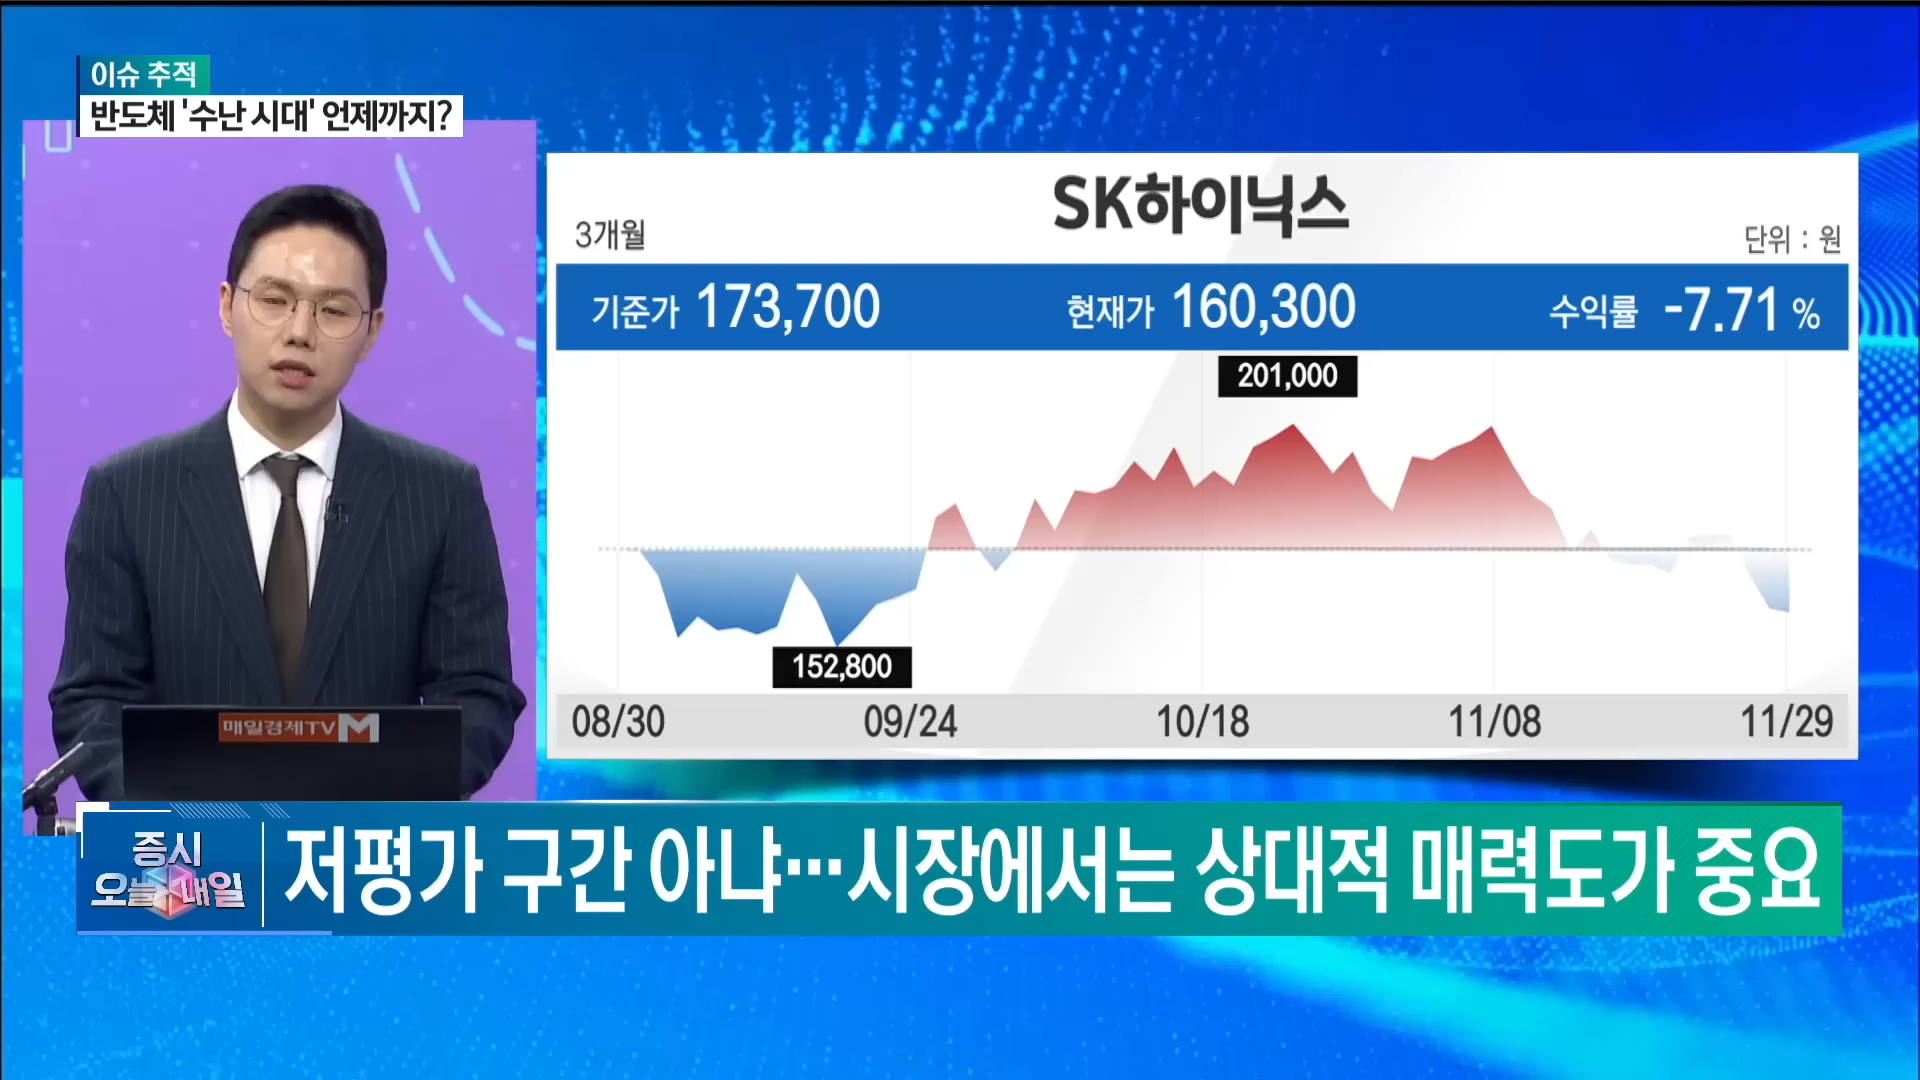 이슈 추적
반도체 '수난 시대' 언제까지?
SK하이닉스
3개월
단위 : 원
기준가 173,700 현재가 160,300 수익률 -7.71 %
201,000
152,800
08/30 09/24 10/18 11/08 11/29
매일경제TV M
증시
오늘 매일
저평가 구간 아냐…시장에서는 상대적 매력도가 중요